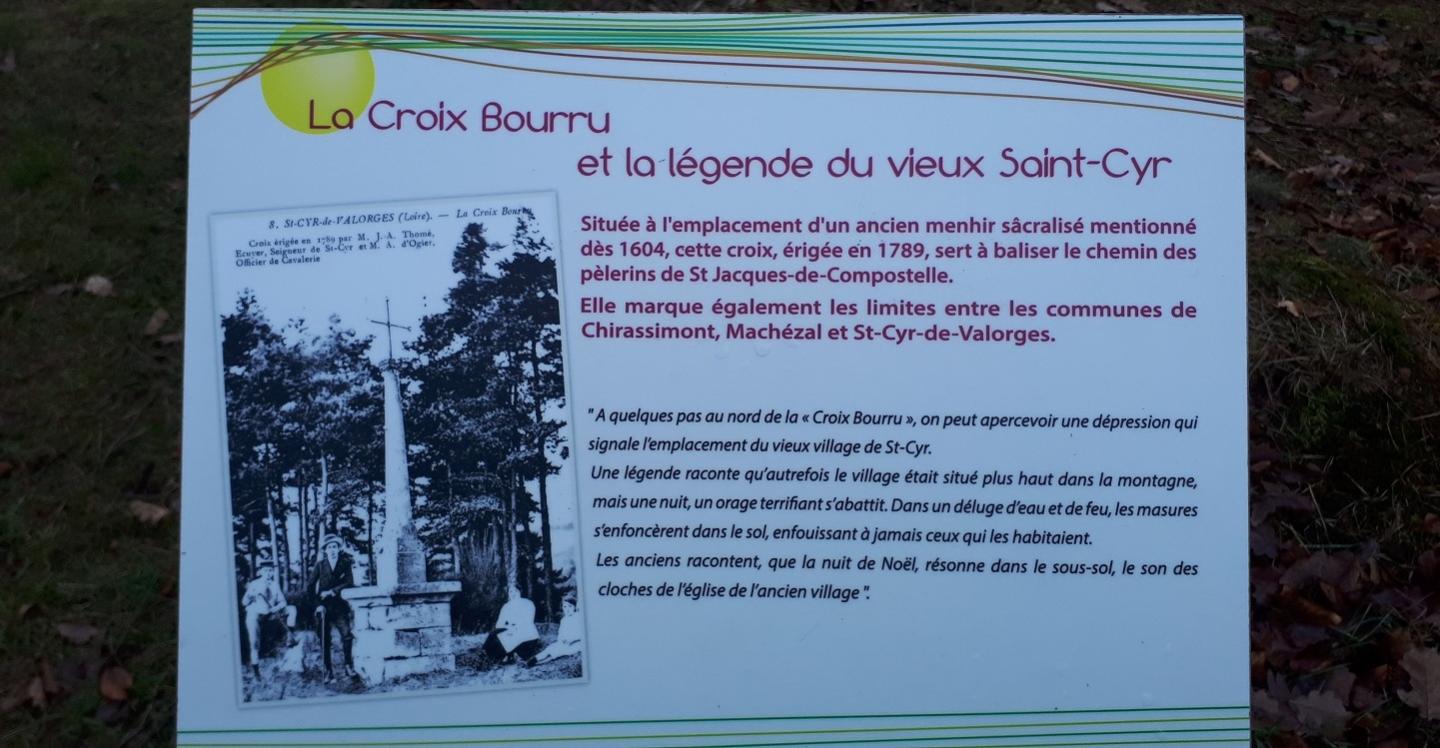 La Croix Bourru
et la légende du vieux Saint-Cyr
8. St-CYR-de-VALORGES (Loire). — La Croix Bourru
Croix érigée en 1789 par M. J.-A. Thomé,
Ecuyer, Seigneur de St-Cyr et M. A. d'Ogier,
Officier de Cavalerie
Située à l'emplacement d'un ancien menhir sâcralisé mentionné
dès 1604, cette croix, érigée en 1789, sert à baliser le chemin des
pèlerins de St Jacques-de-Compostelle.
Elle marque également les limites entre les communes de
Chirassimont, Machézal et St-Cyr-de-Valorges.
" A quelques pas au nord de la « Croix Bourru », on peut apercevoir une dépression qui
signale l'emplacement du vieux village de St-Cyr.
Une légende raconte qu'autrefois le village était situé plus haut dans la montagne,
mais une nuit, un orage terrifiant s'abattit. Dans un déluge d'eau et de feu, les masures
s'enfoncèrent dans le sol, enfouissant à jamais ceux qui les habitaient.
Les anciens racontent, que la nuit de Noël, résonne dans le sous-sol, le son des
cloches de l'église de l'ancien village ".